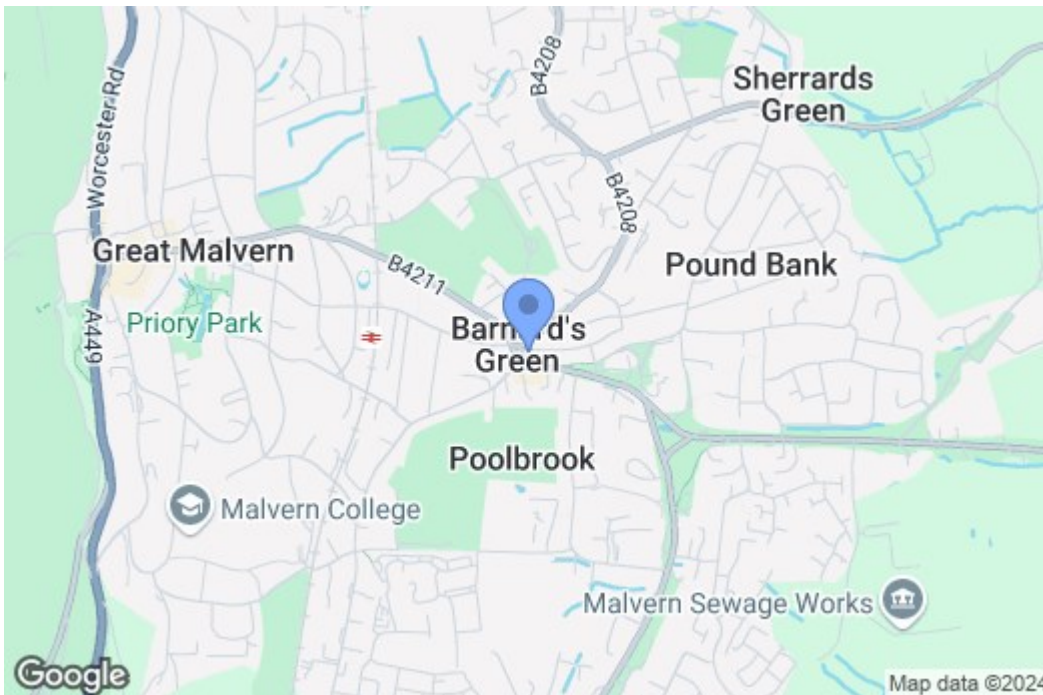 B4208
Sherrards
Green
Worcester Rd
B4208
Great Malvern
B4211
Pound Bank
Priory Park
Barnard's
Green
A449
Poolbrook
Malvern College
Malvern Sewage Works
Google
Map data ©2024